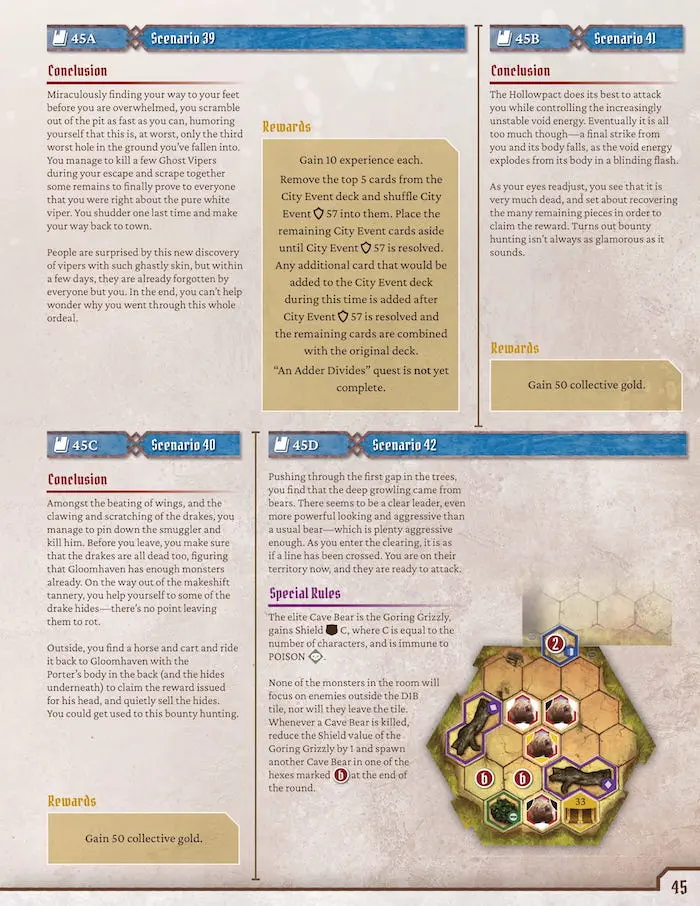 45A Scenario 39
Conclusion
Miraculously finding your way to your feet
before you are overwhelmed, you scramble
out of the pit as fast as you can, humoring
yourself that this is, at worst, only the third
worst hole in the ground you've fallen into.
You manage to kill a few Ghost Vipers
during your escape and scrape together
some remains to finally prove to everyone
that you were right about the pure white
viper. You shudder one last time and make
your way back to town.
People are surprised by this new discovery
of vipers with such ghastly skin, but within
a few days, they are already forgotten by
everyone but you. In the end, you can't help
wonder why you went through this whole
ordeal.
Rewards
Gain 10 experience each.
Remove the top 5 cards from the
City Event deck and shuffle City
Event 57 into them. Place the
remaining City Event cards aside
until City Event 57 is resolved.
Any additional card that would be
added to the City Event deck
during this time is added after
City Event 57 is resolved and
the remaining cards are combined
with the original deck.
“An Adder Divides” quest is not yet
complete.
45B Scenario 41
Conclusion
The Hollowpact does its best to attack
you while controlling the increasingly
unstable void energy. Eventually it is all
too much though—a final strike from
you and its body falls, as the void energy
explodes from its body in a blinding flash.
As your eyes readjust, you see that it is
very much dead, and set about recovering
the many remaining pieces in order to
claim the reward. Turns out bounty
hunting isn't always as glamorous as it
sounds.
Rewards
Gain 50 collective gold.
45C Scenario 40
Conclusion
Amongst the beating of wings, and the
clawing and scratching of the drakes, you
manage to pin down the smuggler and
kill him. Before you leave, you make sure
that the drakes are all dead too, figuring
that Gloomhaven has enough monsters
already. On the way out of the makeshift
tannery, you help yourself to some of the
drake hides—there's no point leaving
them to rot.
Outside, you find a horse and cart and ride
it back to Gloomhaven with the
Porter's body in the back (and the hides
underneath) to claim the reward issued
for his head, and quietly sell the hides.
You could get used to this bounty hunting.
Rewards
Gain 50 collective gold.
45D Scenario 42
Pushing through the first gap in the trees,
you find that the deep growling came from
bears. There seems to be a clear leader, even
more powerful looking and aggressive than
a usual bear—which is plenty aggressive
enough. As you enter the clearing, it is as
if a line has been crossed. You are on their
territory now, and they are ready to attack.
Special Rules
The elite Cave Bear is the Goring Grizzly,
gains Shield C, where C is equal to the
number of characters, and is immune to
POISON.
None of the monsters in the room will
focus on enemies outside the D1B
tile, nor will they leave the tile.
Whenever a Cave Bear is killed,
reduce the Shield value of the
Goring Grizzly by 1 and spawn
another Cave Bear in one of the
hexes marked b at the end of
the round.
2
b b
33
45